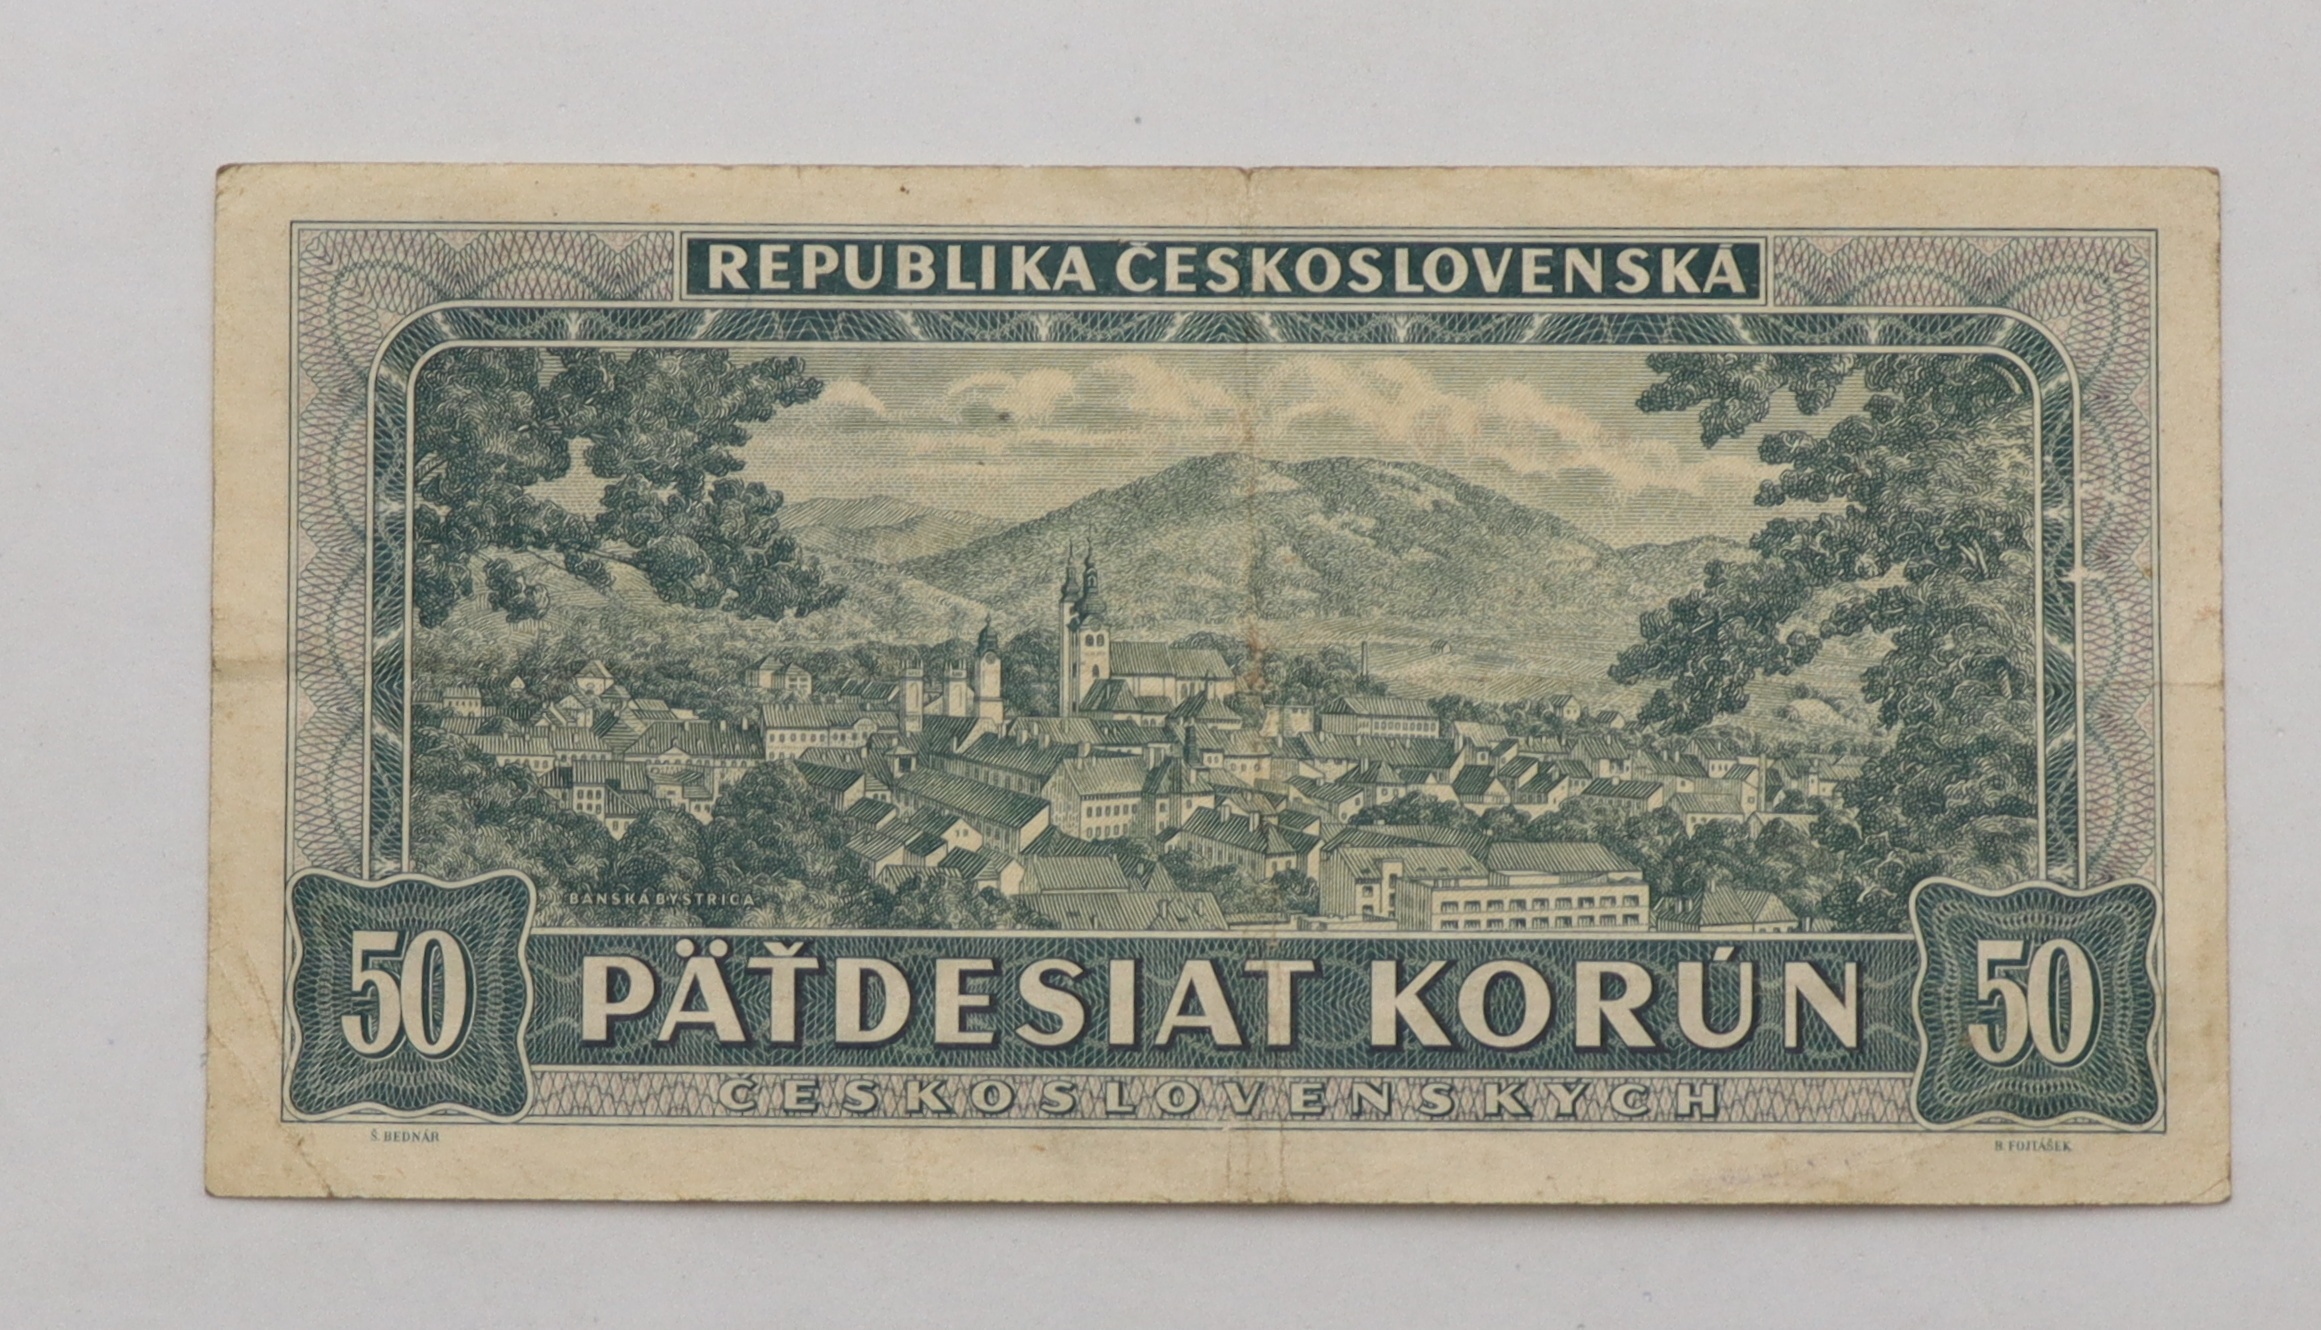 REPUBLIKA ČESKOSLOVENSKÁ
BANSKÁ BYSTRICA
50 PÄŤDESIAT KORÚN 50
ČESKOSLOVENSKÝCH
Š. BEDNÁR B. FOJTÁŠEK